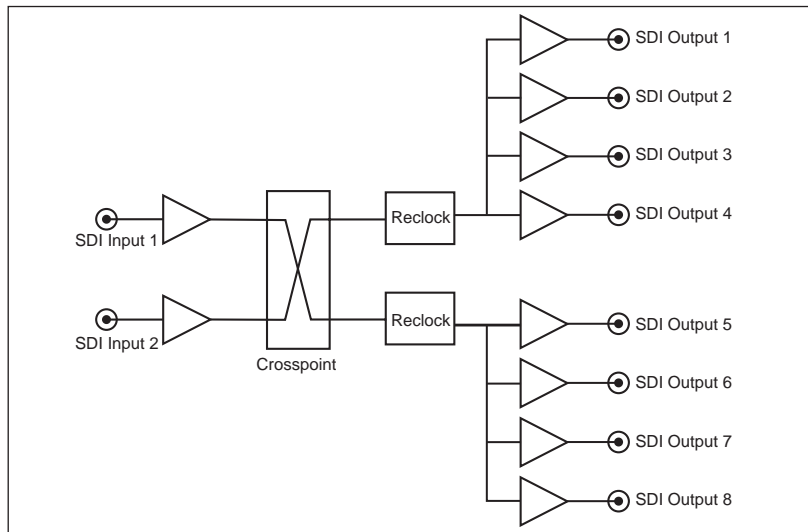 SDI Output 1
SDI Output 2
SDI Output 3
SDI Output 4
Reclock
SDI Input 1
SDI Input 2
Crosspoint
Reclock
SDI Output 5
SDI Output 6
SDI Output 7
SDI Output 8